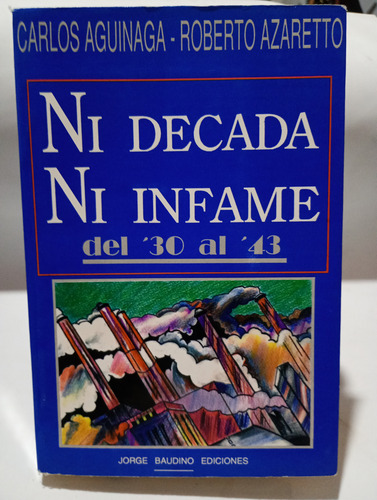 CARLOS AGUINAGA - ROBERTO AZARETTO
NI DECADA
NI INFAME
del '30 al '43
JORGE BAUDINO EDICIONES